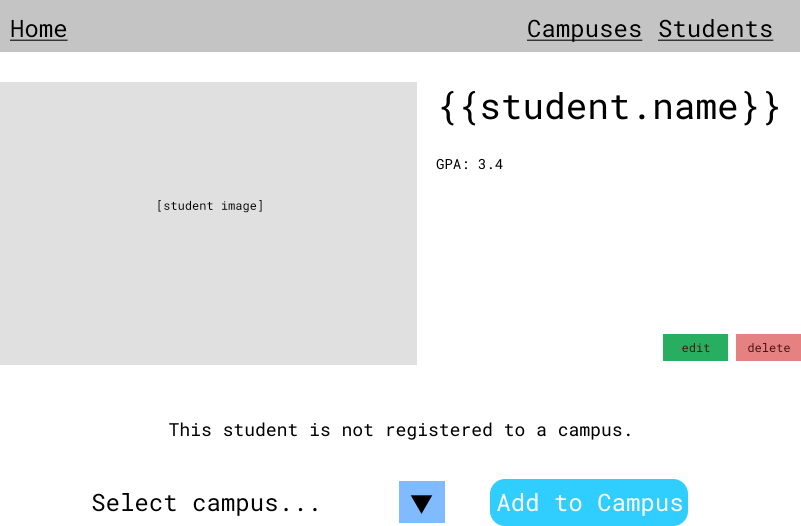 Home Campuses Students
{{student.name}}
GPA: 3.4
[student image]
edit delete
This student is not registered to a campus.
Select campus... ▼ Add to Campus